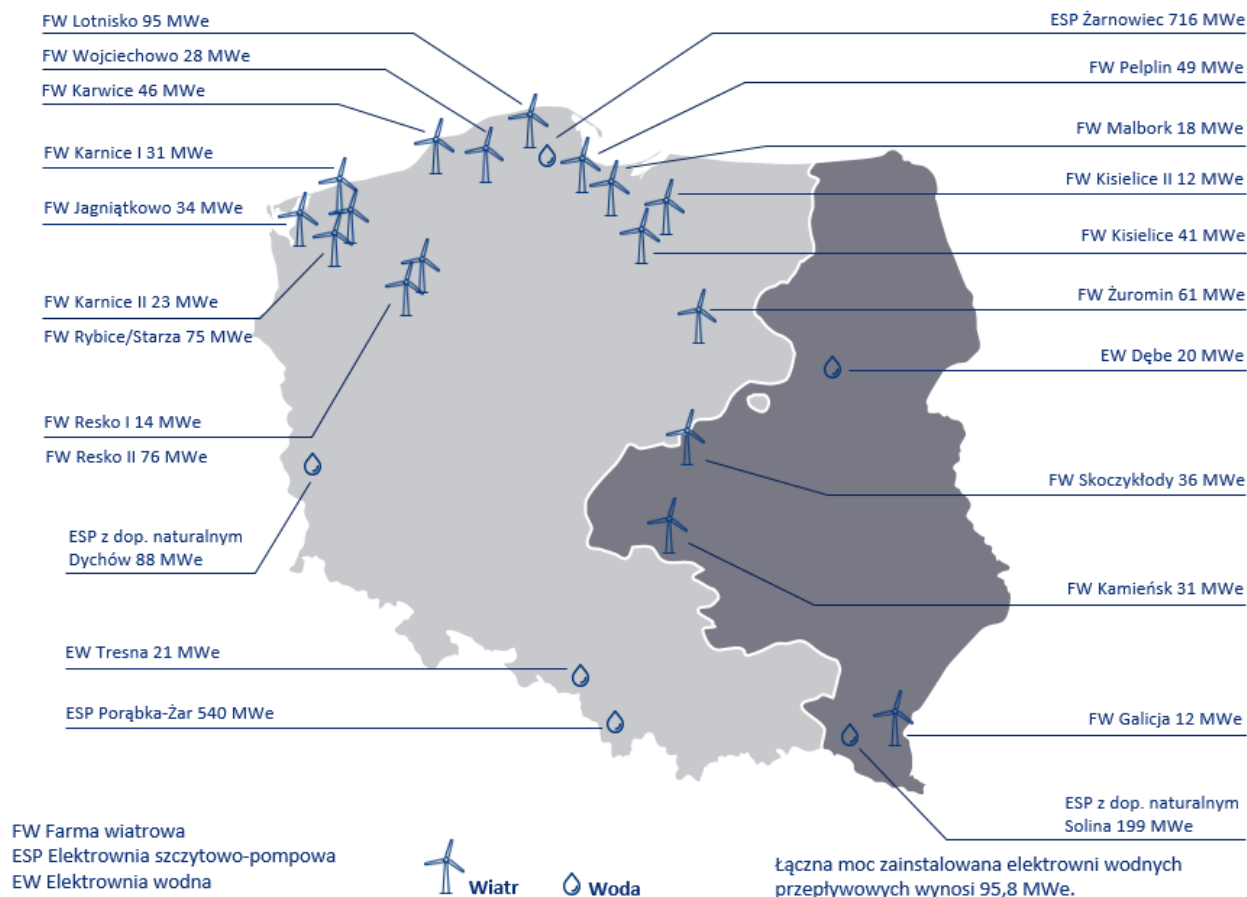 FW Lotnisko 95 MWe
FW Wojciechowo 28 MWe
FW Karwice 46 MWe
FW Karnice I 31 MWe
FW Jagniątkowo 34 MWe
FW Karnice II 23 MWe
FW Rybice/Starza 75 MWe
FW Resko I 14 MWe
FW Resko II 76 MWe
ESP z dop. naturalnym
Dychów 88 MWe
EW Tresna 21 MWe
ESP Porąbka-Żar 540 MWe
ESP Żarnowiec 716 MWe
FW Pelplin 49 MWe
FW Malbork 18 MWe
FW Kisielice II 12 MWe
FW Kisielice 41 MWe
FW Żuromin 61 MWe
EW Dębe 20 MWe
FW Skoczykłody 36 MWe
FW Kamieńsk 31 MWe
FW Galicja 12 MWe
ESP z dop. naturalnym
Solina 199 MWe
FW Farma wiatrowa
ESP Elektrownia szczytowo-pompowa
EW Elektrownia wodna
Wiatr
Woda
Łączna moc zainstalowana elektrowni wodnych
przepływowych wynosi 95,8 MWe.